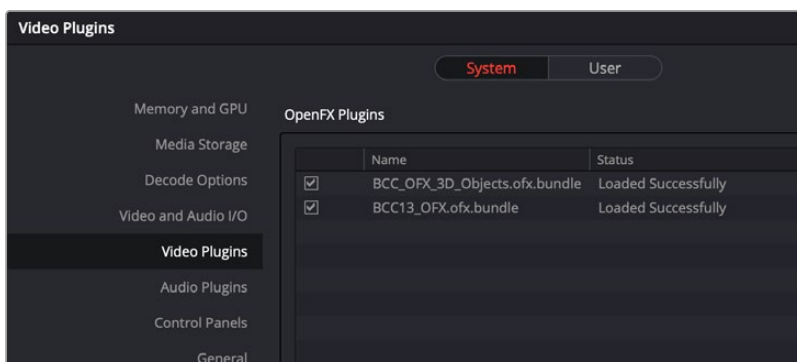 Video Plugins
System User
Memory and GPU
Media Storage
Decode Options
Video and Audio I/O
Video Plugins
Audio Plugins
Control Panels
General
OpenFX Plugins
Name Status
BCC_OFX_3D_Objects.ofx.bundle Loaded Successfully
BCC13_OFX.ofx.bundle Loaded Successfully